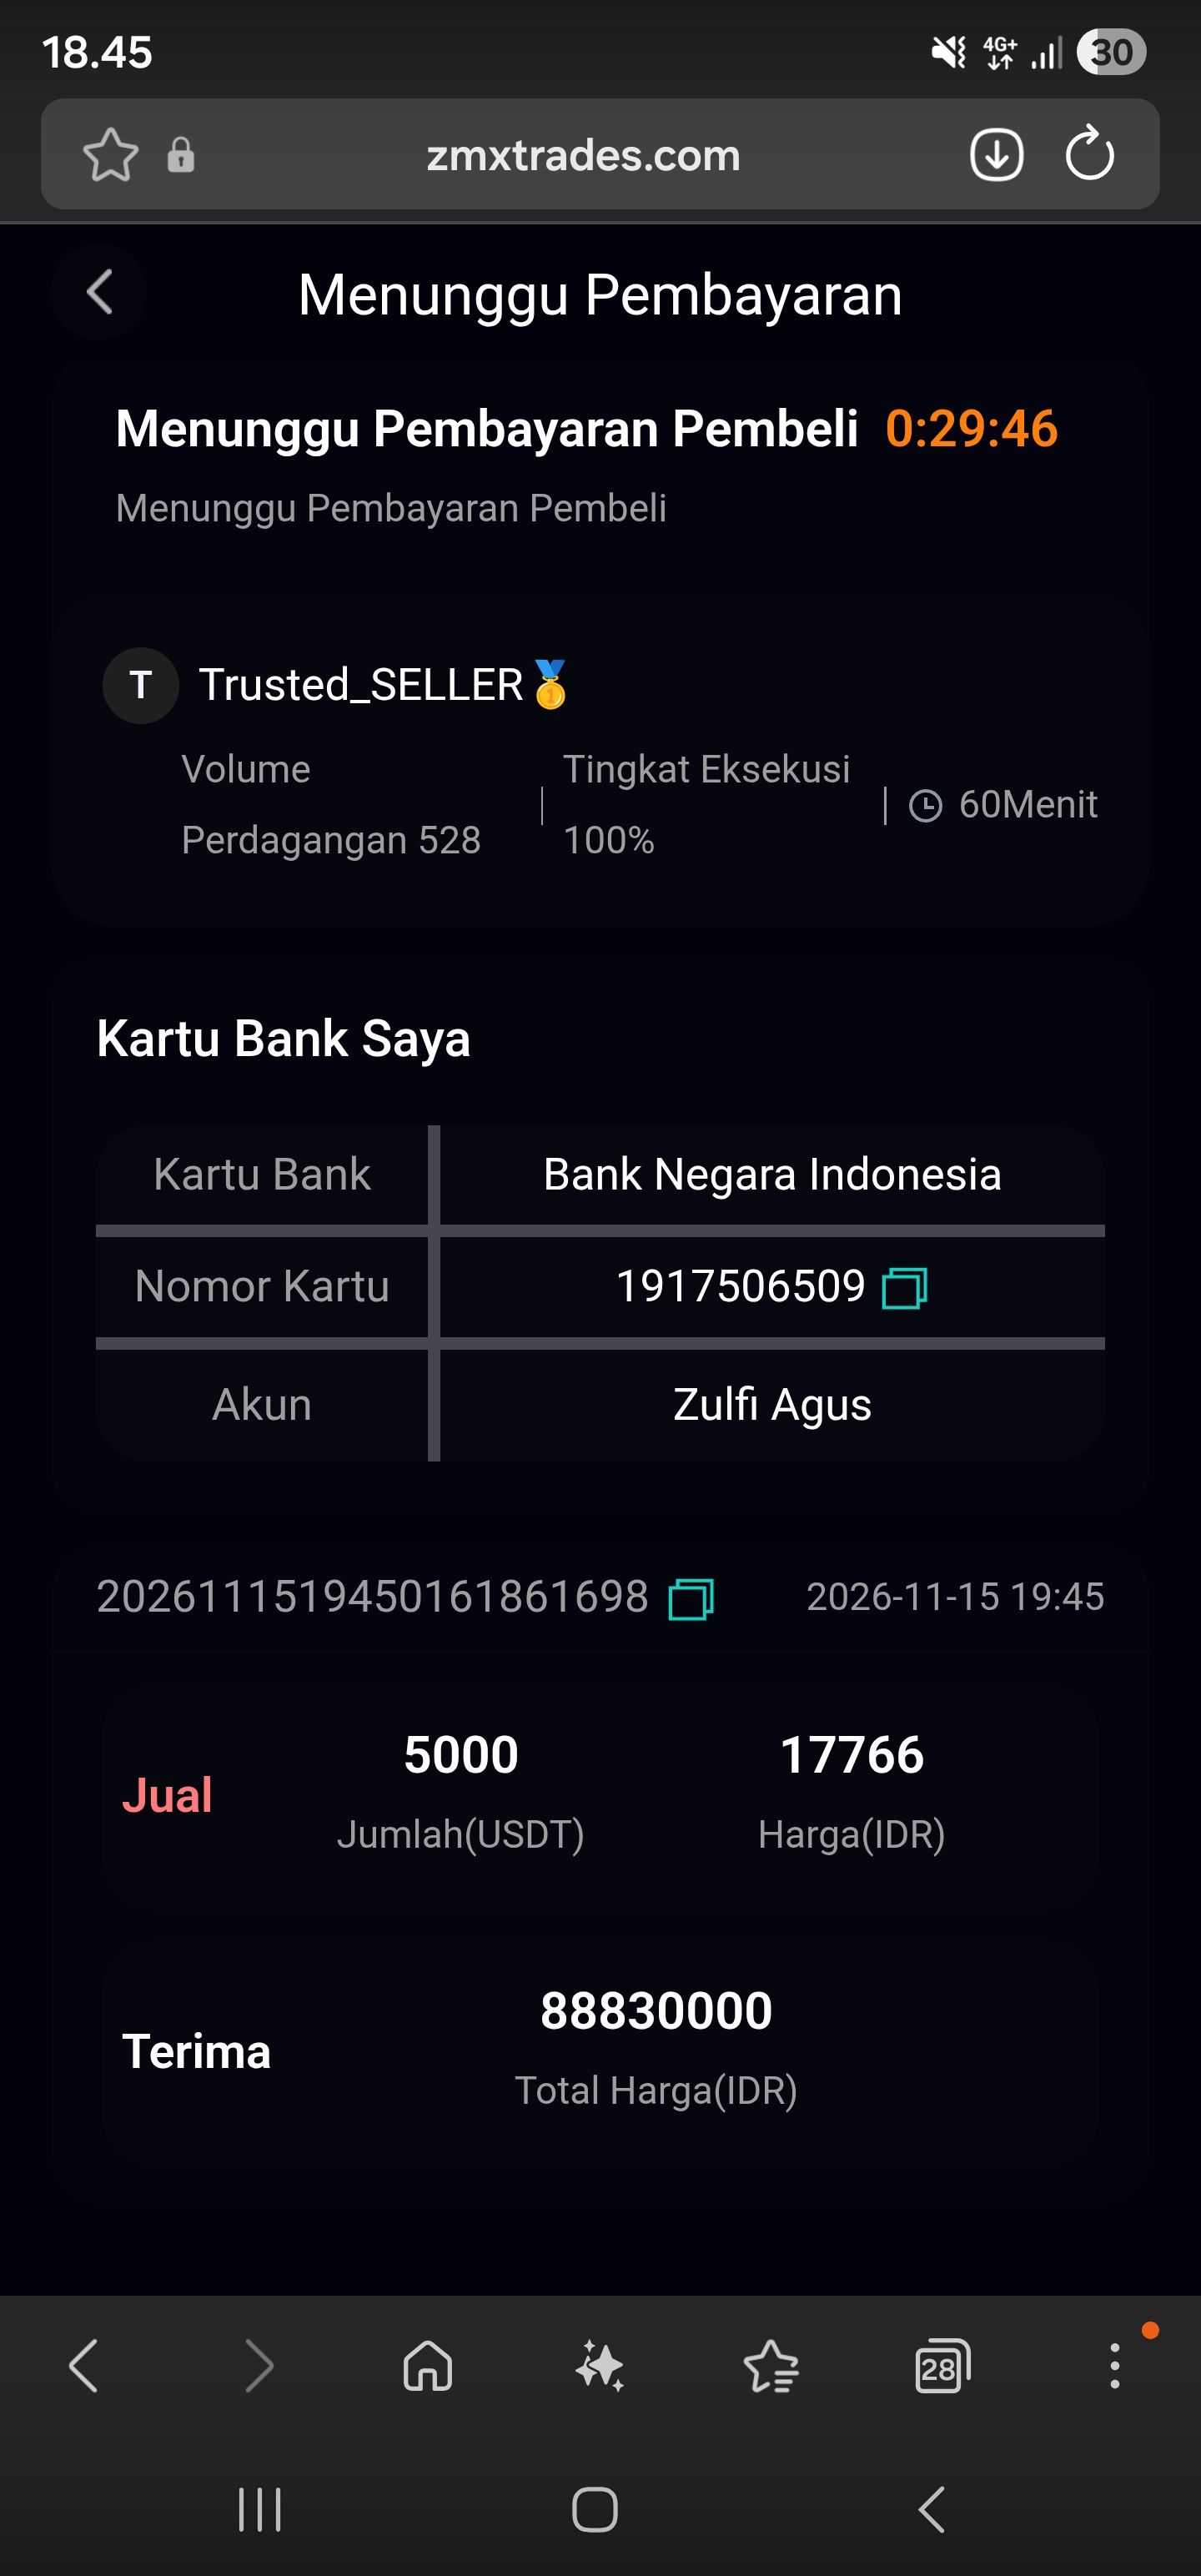 18.45
4G+
30
zmxtrades.com
Menunggu Pembayaran
Menunggu Pembayaran Pembeli 0:29:46
Menunggu Pembayaran Pembeli
T Trusted_SELLER🥇
Volume Perdagangan 528
Tingkat Eksekusi 100%
60Menit
Kartu Bank Saya
Kartu Bank Bank Negara Indonesia
Nomor Kartu 1917506509
Akun Zulfi Agus
2026111519450161861698 2026-11-15 19:45
Jual
5000 17766
Jumlah(USDT) Harga(IDR)
88830000
Terima
Total Harga(IDR)
28